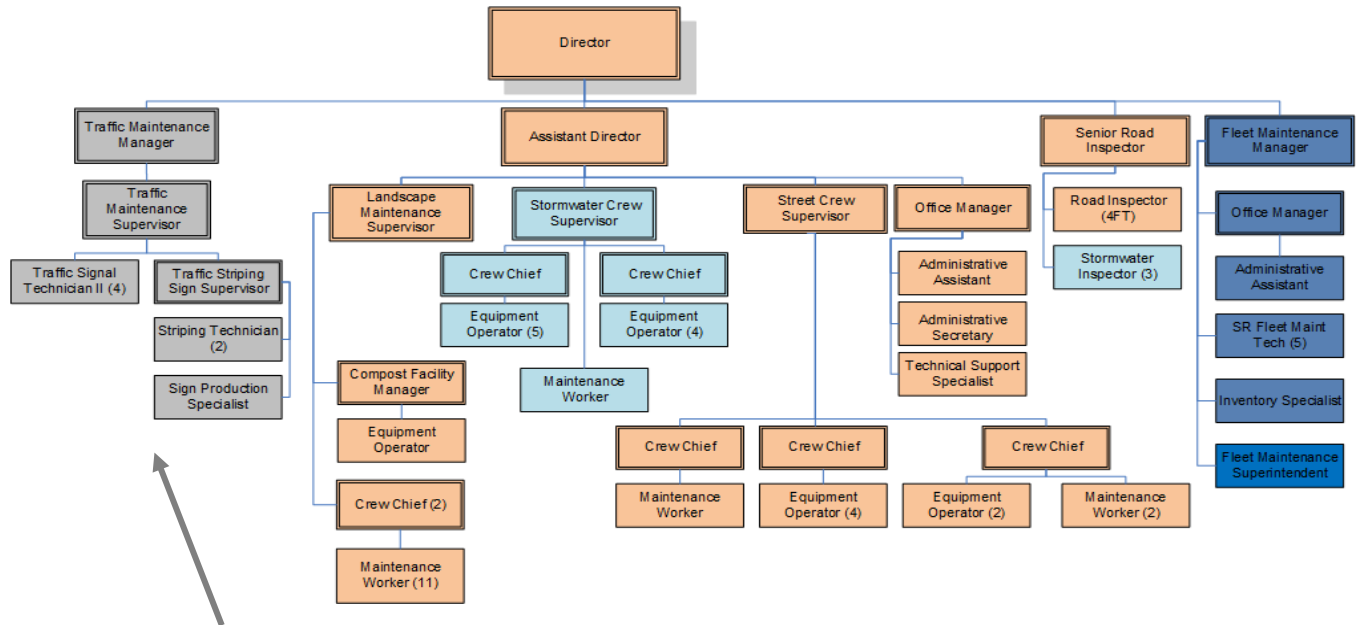 Director
Traffic Maintenance
Manager
Assistant Director
Senior Road
Inspector
Fleet Maintenance
Manager
Traffic
Maintenance
Supervisor
Landscape
Maintenance
Supervisor
Stormwater Crew
Supervisor
Street Crew
Supervisor
Office Manager
Road Inspector
(4FT)
Office Manager
Traffic Signal
Technician II (4)
Traffic Striping
Sign Supervisor
Crew Chief
Crew Chief
Administrative
Assistant
Stormwater
Inspector (3)
Administrative
Assistant
Striping Technician
(2)
Equipment
Operator (5)
Equipment
Operator (4)
Administrative
Secretary
SR Fleet Maint
Tech (5)
Sign Production
Specialist
Compost Facility
Manager
Maintenance
Worker
Technical Support
Specialist
Inventory Specialist
Equipment
Operator
Crew Chief
Crew Chief
Crew Chief
Fleet Maintenance
Superintendent
Crew Chief (2)
Maintenance
Worker
Equipment
Operator (4)
Equipment
Operator (2)
Maintenance
Worker (2)
Maintenance
Worker (11)